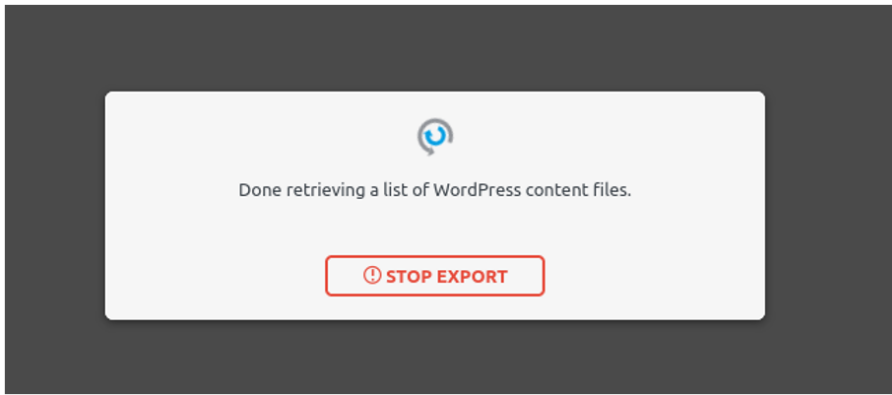 Done retrieving a list of WordPress content files.
STOP EXPORT